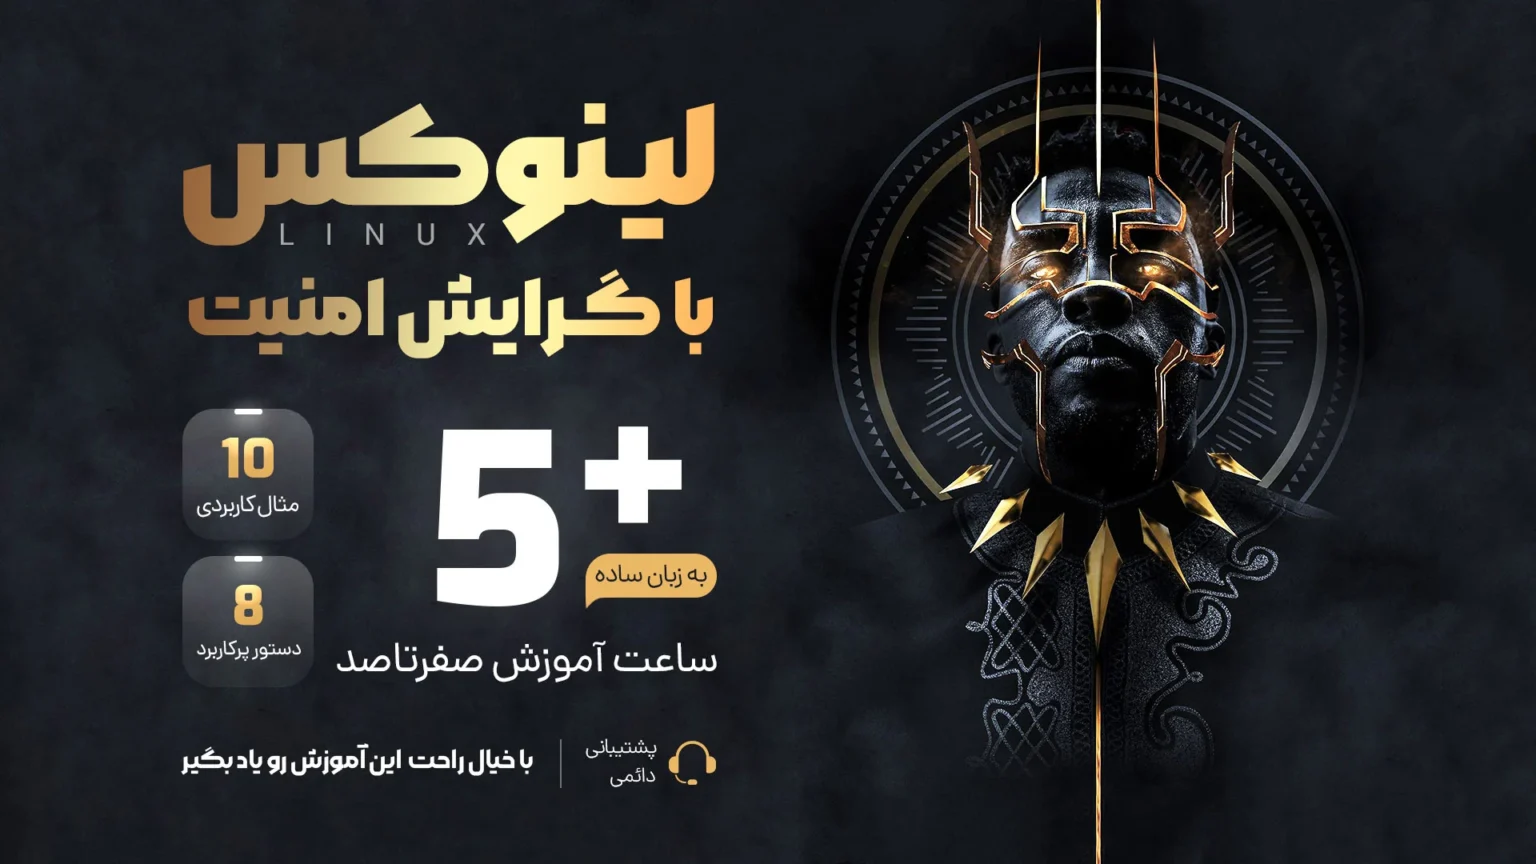 لینوکس
LINUX
با گرایش امنیت
5+
به زبان ساده
ساعت آموزش صفرتاصد
10
مثال کاربردی
8
دستور پرکاربرد
پشتیبانی
دائمی
با خیال راحت این آموزش رو یاد بگیر